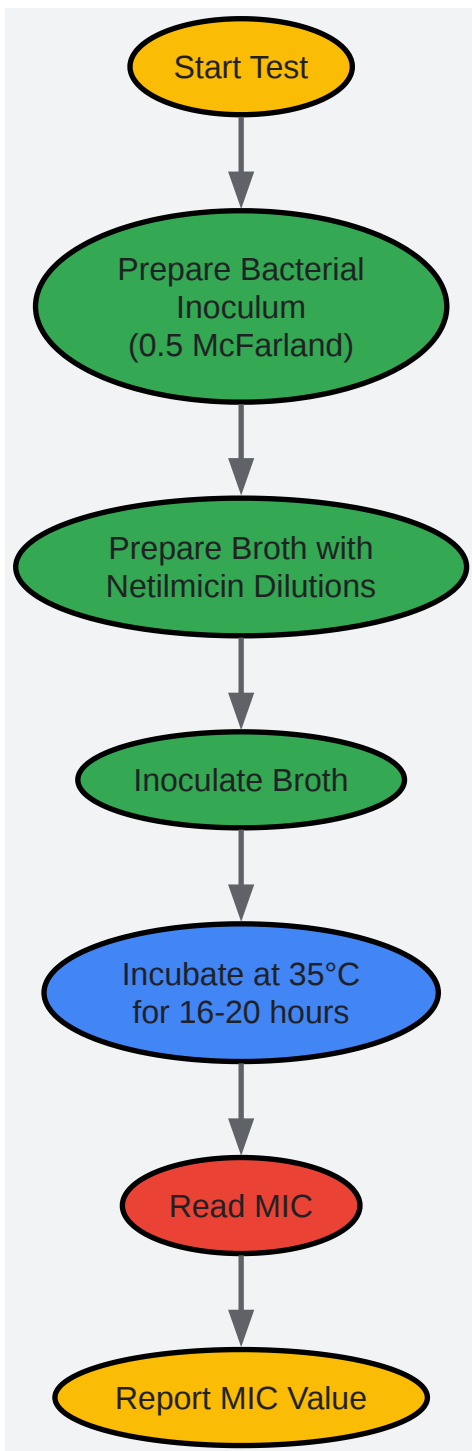 Start Test
Prepare Bacterial
Inoculum
(0.5 McFarland)
Prepare Broth with
Netilmicin Dilutions
Inoculate Broth
Incubate at 35°C
for 16-20 hours
Read MIC
Report MIC Value